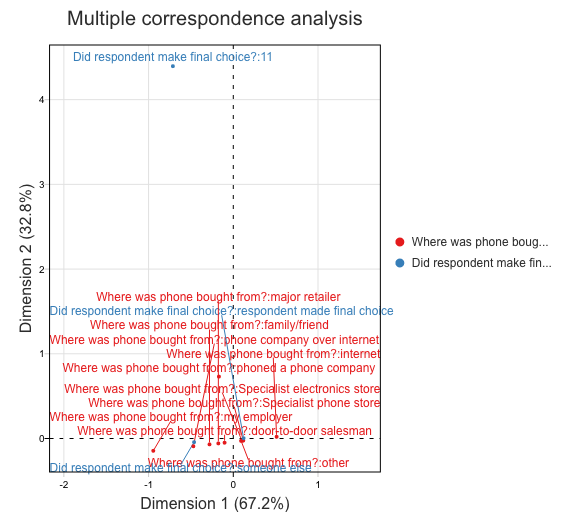 Multiple correspondence analysis
Did respondent make final choice?:11
4
3
2
Where was phone bought from?:major retailer
Did respondent make final choice?:respondent made final choice
Where was phone bought from?:family/friend
Where was phone bought from?:phone company over internet
1
Where was phone bought from?:internet
Where was phone bought from?:phoned a phone company
Where was phone bought from?:Specialist electronics store
Where was phone bought from?:Specialist phone store
Where was phone bought from?:my employer
Where was phone bought from?:door-to-door salesman
0
Where was phone bought from?:other
Did respondent make final choice?:someone else
-2
-1
0
1
Dimension 1 (67.2%)
Dimension 2 (32.8%)
Where was phone boug...
Did respondent make fin...